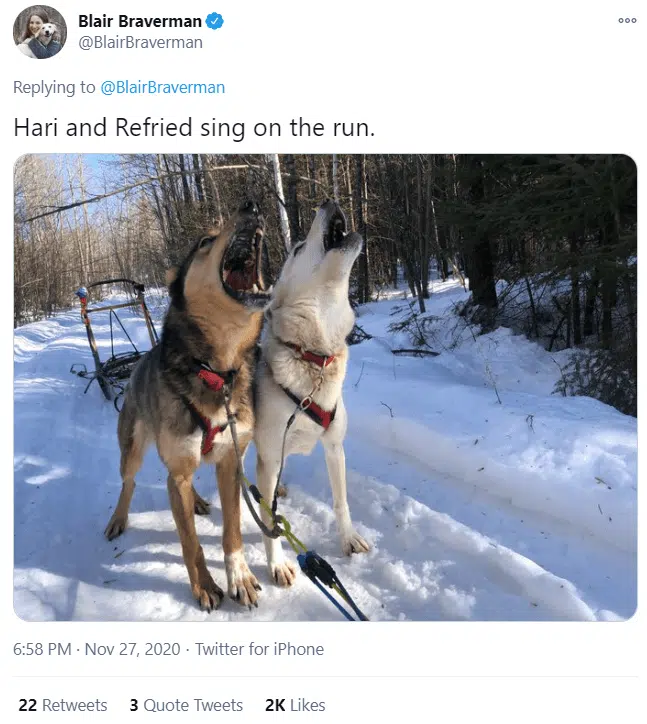 Blair Braverman
@BlairBraverman
Replying to @BlairBraverman
Hari and Refried sing on the run.
6:58 PM · Nov 27, 2020 · Twitter for iPhone
22 Retweets 3 Quote Tweets 2K Likes